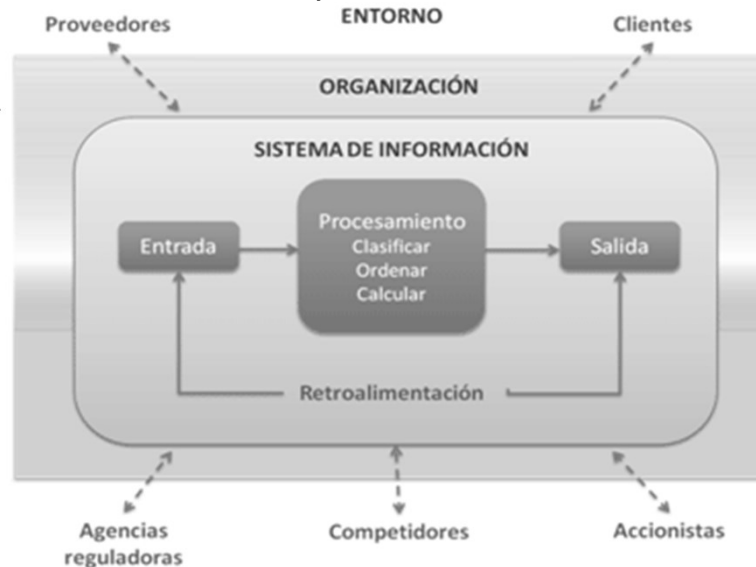 ENTORNO
Proveedores
Clientes
ORGANIZACIÓN
SISTEMA DE INFORMACIÓN
Entrada
Procesamiento
Clasificar
Ordenar
Calcular
Salida
Retroalimentación
Agencias
reguladoras
Competidores
Accionistas